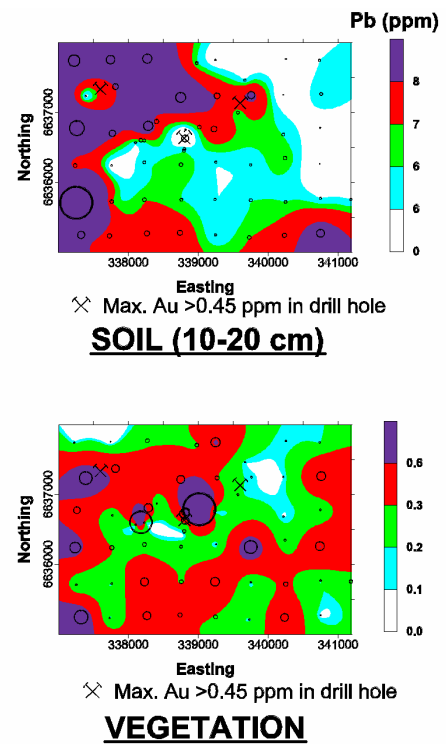 Pb (ppm)
8
7
6
6
0
Northing
6637000
6636000
338000 339000 340000 341000
Easting
Max. Au >0.45 ppm in drill hole
SOIL (10-20 cm)
0.6
0.3
0.2
0.1
0.0
Northing
6637000
6636000
338000 339000 340000 341000
Easting
Max. Au >0.45 ppm in drill hole
VEGETATION